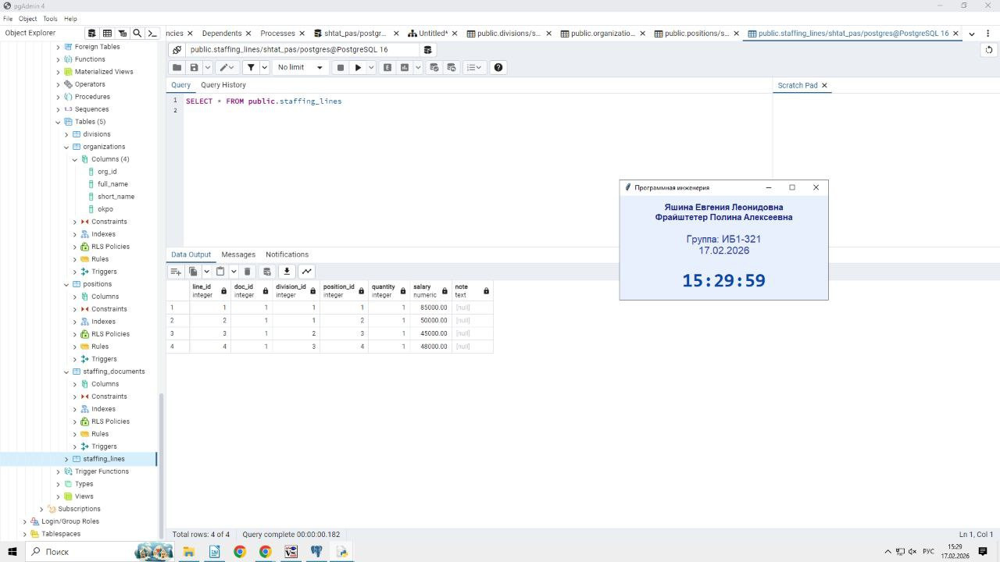 pgAdmin 4
File Object Tools Help
Object Explorer
ncies Dependents Processes shtat_pas/postgr... Untitled* public.divisions/s... public.organizatio... public.positions/s... public.staffing_lines/shtat_pas/postgres@PostgreSQL 16
public.staffing_lines/shtat_pas/postgres@PostgreSQL 16
No limit
Query Query History
Scratch Pad
1 SELECT * FROM public.staffing_lines
2
Foreign Tables
Functions
Materialized Views
Operators
Procedures
1..3 Sequences
Tables (5)
divisions
organizations
Columns (4)
org_id
full_name
short_name
okpo
Constraints
Indexes
RLS Policies
Rules
Triggers
positions
Columns
Constraints
Indexes
RLS Policies
Rules
Triggers
staffing_documents
Columns
Constraints
Indexes
RLS Policies
Rules
Triggers
staffing_lines
Trigger Functions
Types
Views
Subscriptions
Login/Group Roles
Tablespaces
Программная инженерия
Яшина Евгения Леонидовна
Фрайштетер Полина Алексеевна
Группа: ИБ1-321
17.02.2026
15:29:59
Data Output Messages Notifications
line_id doc_id division_id position_id quantity salary note
integer integer integer integer integer numeric text
1 1 1 1 1 1 85000.00 [null]
2 2 1 1 2 1 50000.00 [null]
3 3 1 2 3 1 45000.00 [null]
4 4 1 3 4 1 48000.00 [null]
Total rows: 4 of 4 Query complete 00:00:00.182 Ln 1, Col 1
Поиск
РУС
15:29
17.02.2026